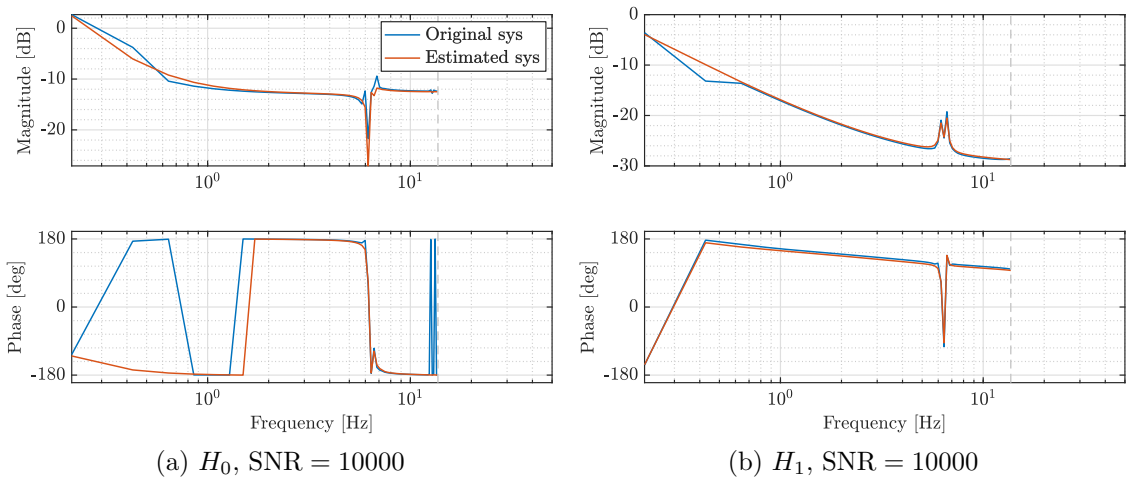 0
-10
-20
Magnitude [dB]
Original sys
Estimated sys
10^0
10^1
180
0
-180
Phase [deg]
10^0
10^1
Frequency [Hz]
(a) H_0, SNR = 10000
0
-10
-20
-30
Magnitude [dB]
10^0
10^1
180
0
-180
Phase [deg]
10^0
10^1
Frequency [Hz]
(b) H_1, SNR = 10000